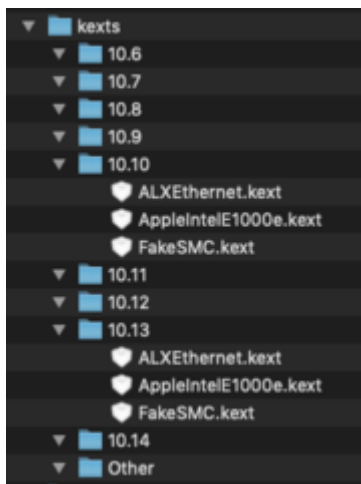 kexts
10.6
10.7
10.8
10.9
10.10
ALXEthernet.kext
AppleIntelE1000e.kext
FakeSMC.kext
10.11
10.12
10.13
ALXEthernet.kext
AppleIntelE1000e.kext
FakeSMC.kext
10.14
Other